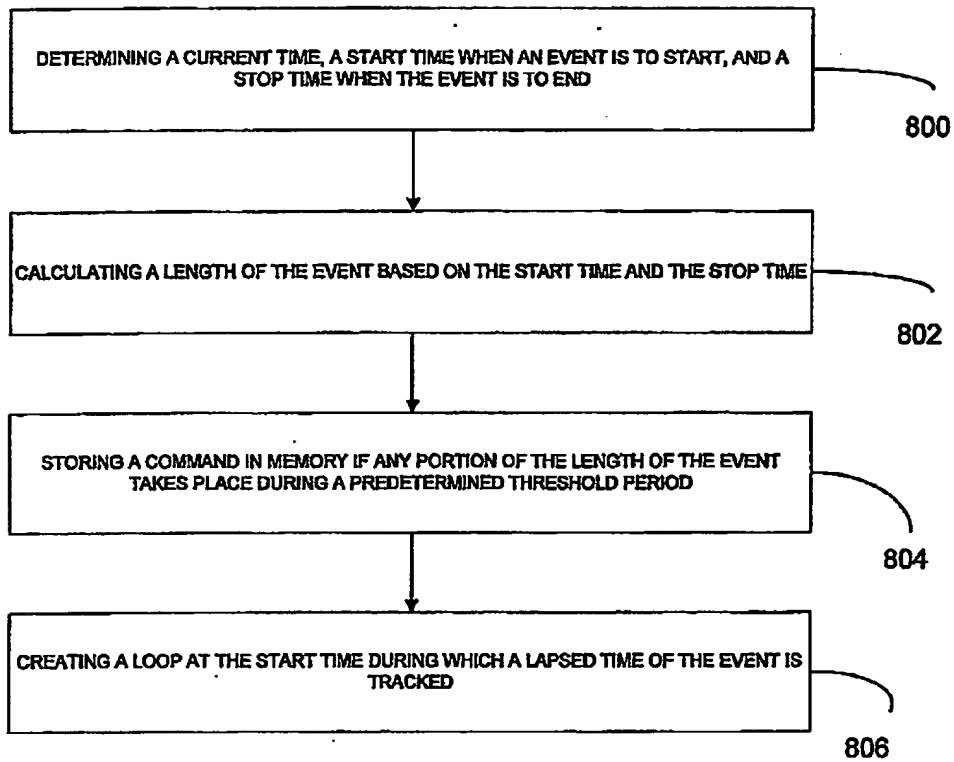 DETERMINING A CURRENT TIME, A START TIME WHEN AN EVENT IS TO START, AND A
STOP TIME WHEN THE EVENT IS TO END
800
CALCULATING A LENGTH OF THE EVENT BASED ON THE START TIME AND THE STOP TIME
802
STORING A COMMAND IN MEMORY IF ANY PORTION OF THE LENGTH OF THE EVENT
TAKES PLACE DURING A PREDETERMINED THRESHOLD PERIOD
804
CREATING A LOOP AT THE START TIME DURING WHICH A LAPSED TIME OF THE EVENT IS
TRACKED
806